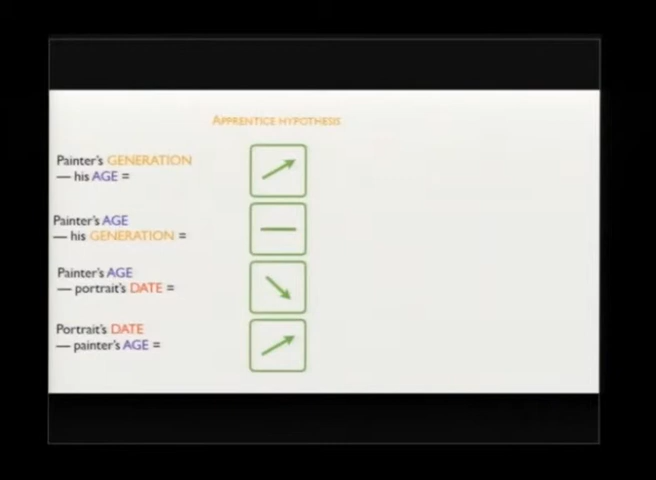 APPRENTICE HYPOTHESIS
Painter's GENERATION
— his AGE =
Painter's AGE
— his GENERATION =
Painter's AGE
— portrait's DATE =
Portrait's DATE
— painter's AGE =